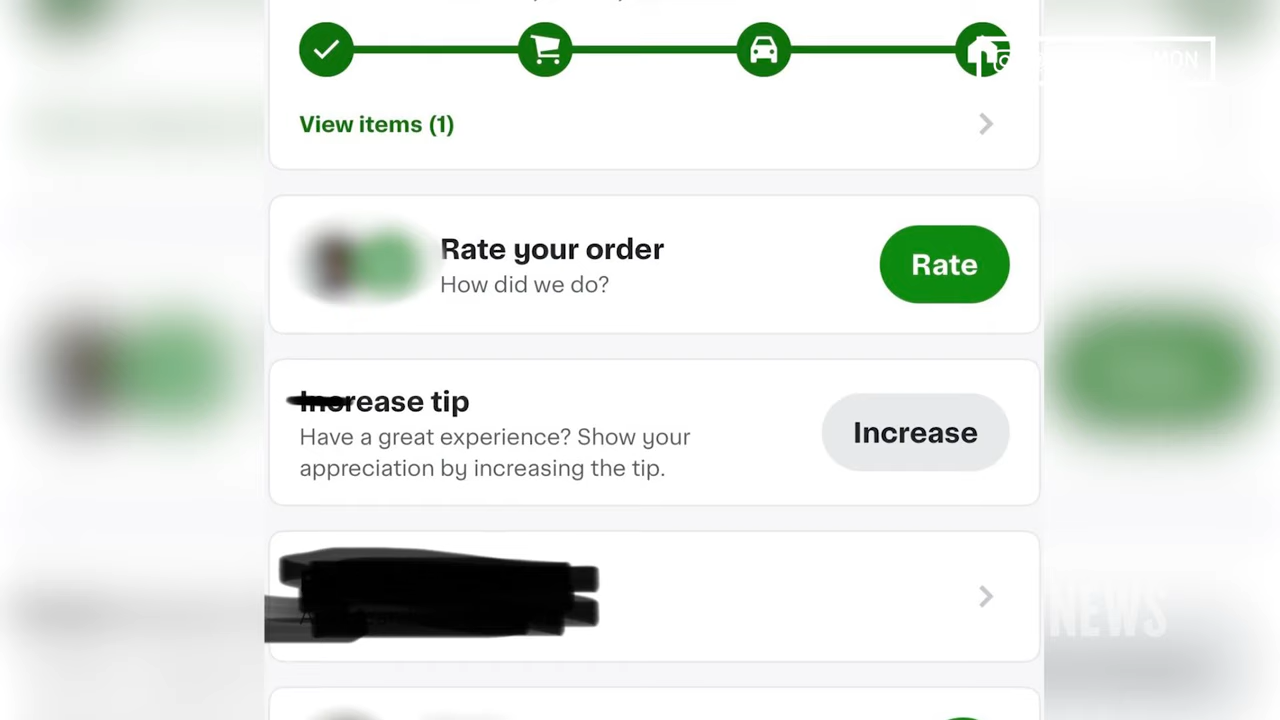 View items (1)
Rate your order
How did we do?
Rate
Increase tip
Have a great experience? Show your
appreciation by increasing the tip.
Increase
NEWS